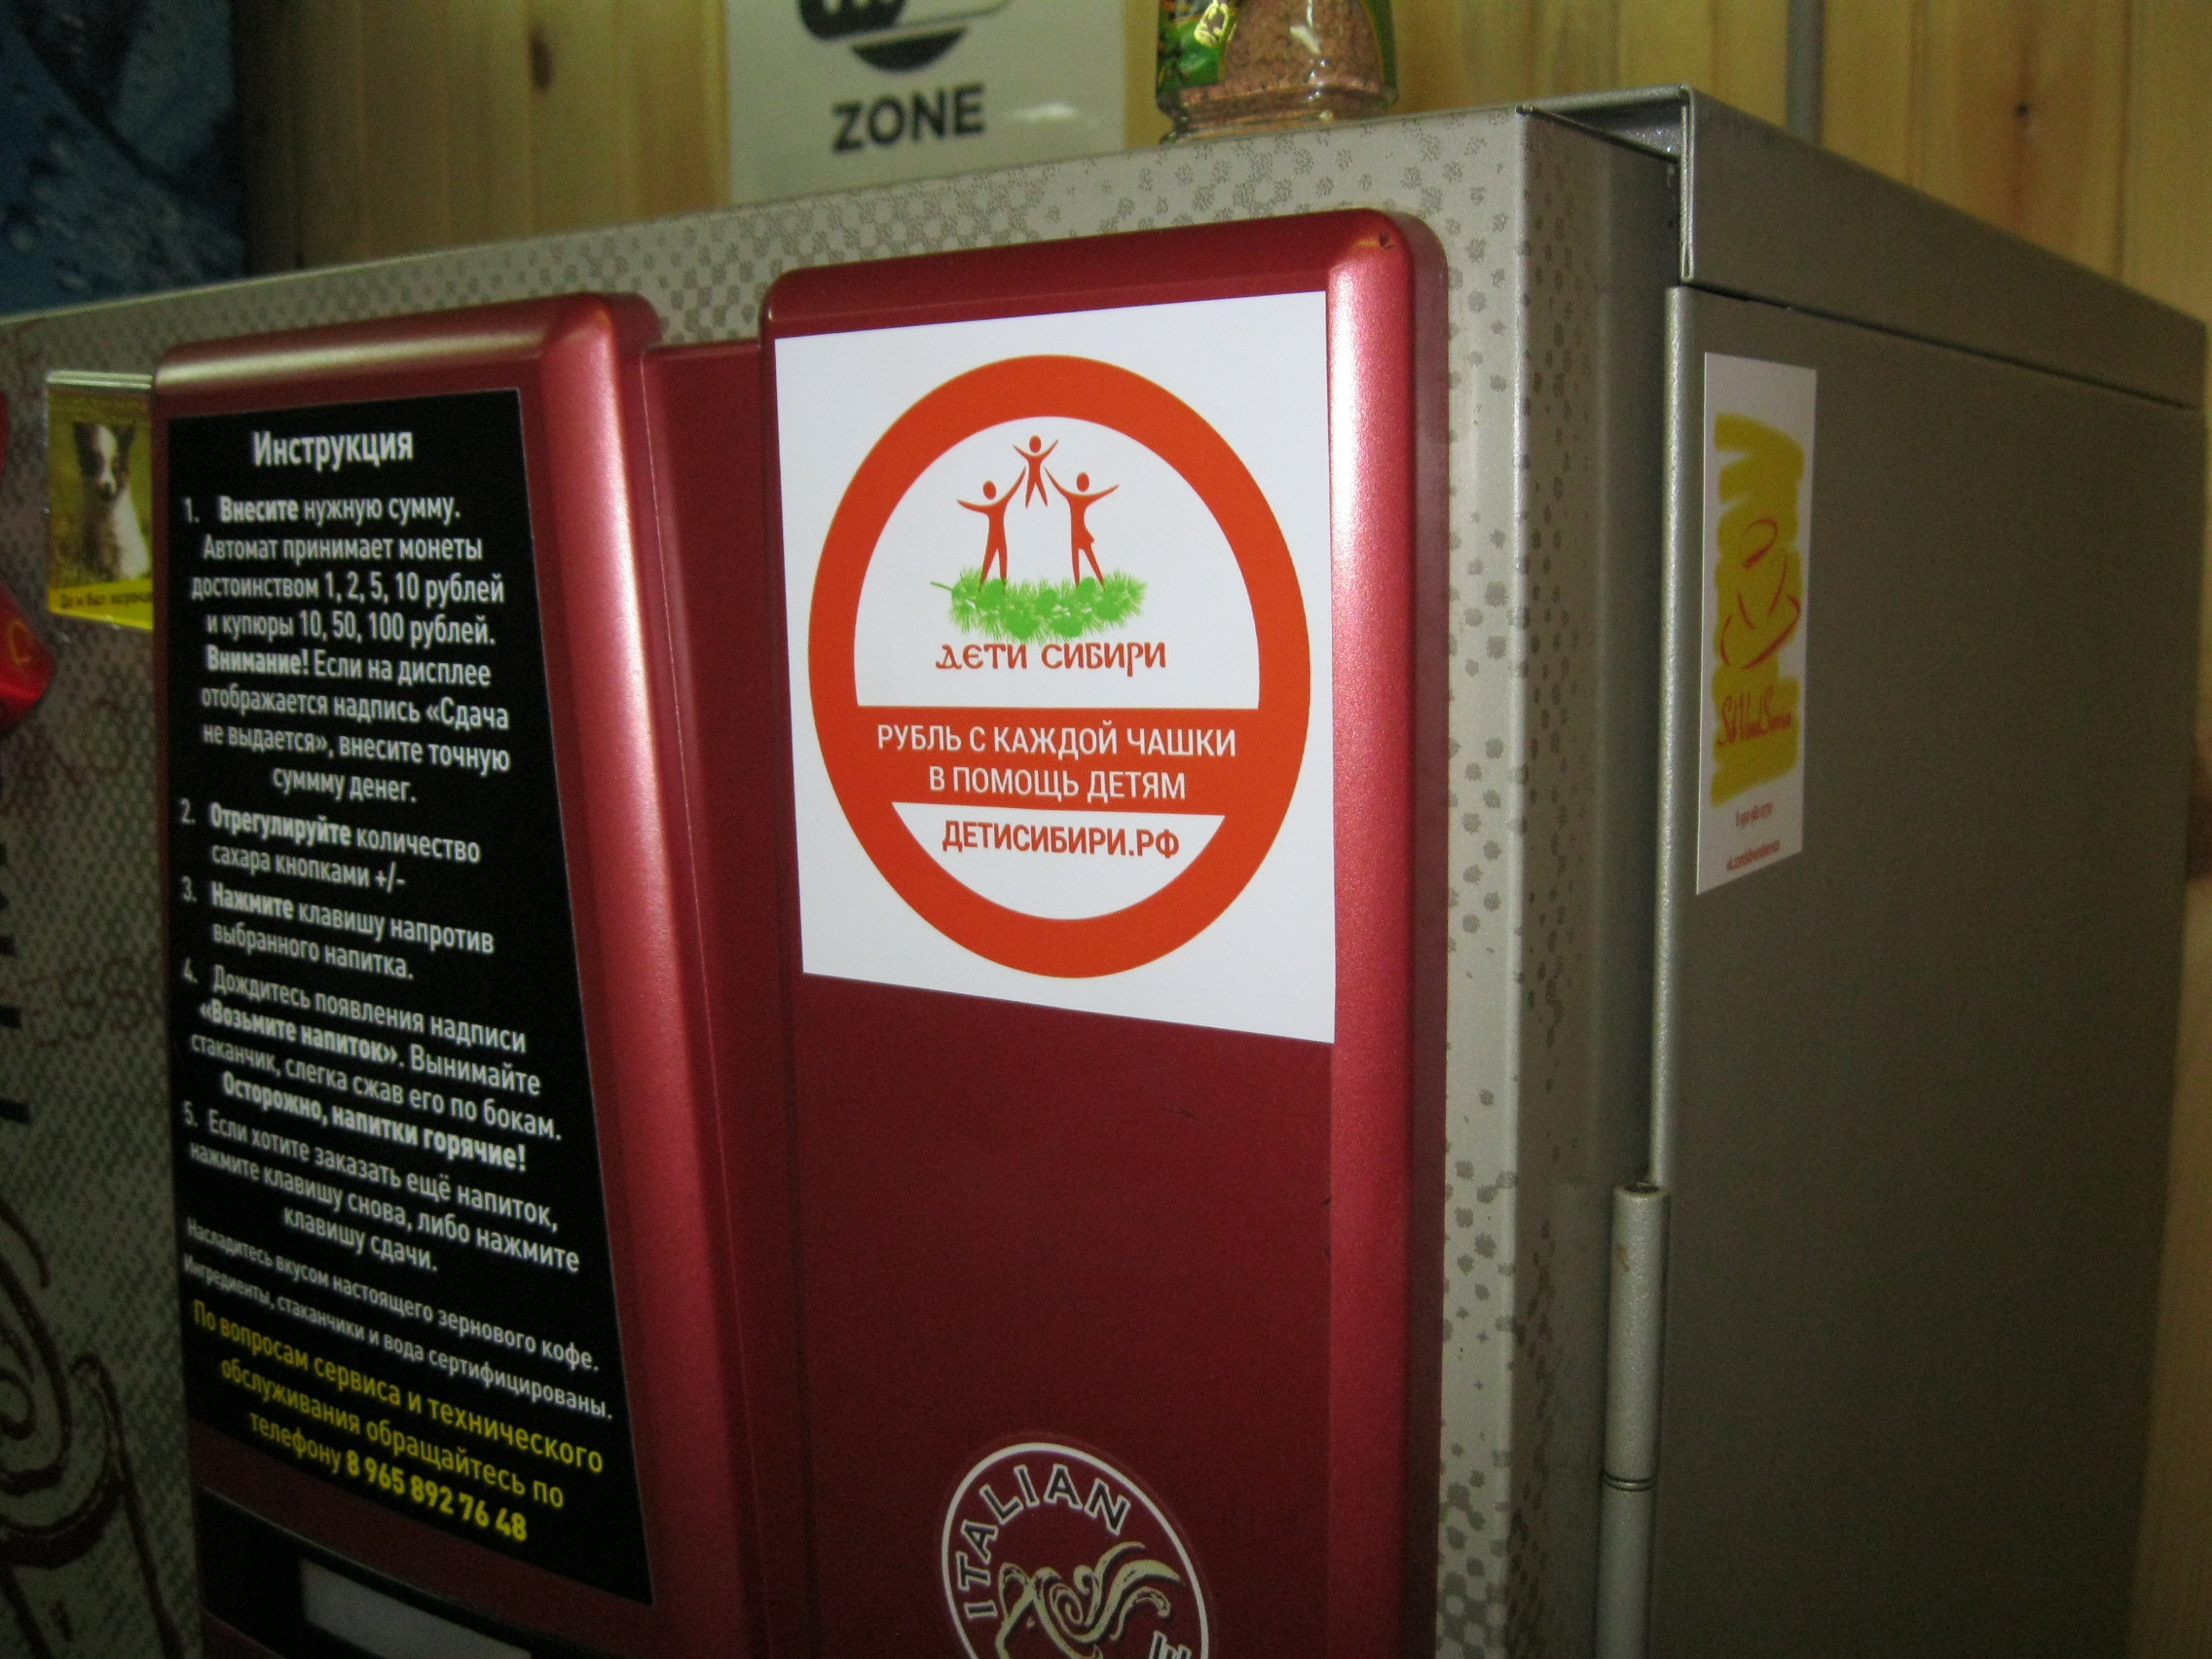 ZONE
Инструкция
1. Внесите нужную сумму.
Автомат принимает монеты
достоинством 1, 2, 5, 10 рублей
и купюры 10, 50, 100 рублей.
Внимание! Если на дисплее
отображается надпись «Сдача
не выдается», внесите точную
суммму денег.
2. Отрегулируйте количество
сахара кнопками +/-
3. Нажмите клавишу напротив
выбранного напитка.
4. Дождитесь появления надписи
«Возьмите напиток». Вынимайте
стаканчик, слегка сжав его по бокам.
Осторожно, напитки горячие!
5. Если хотите заказать ещё напиток,
нажмите клавишу снова, либо нажмите
клавишу сдачи.
Насладитесь вкусом настоящего зернового кофе.
Ингредиенты, стаканчики и вода сертифицированы.
По вопросам сервиса и технического
обслуживания обращайтесь по
телефону 8 965 892 76 48
ДЕТИ СИБИРИ
РУБЛЬ С КАЖДОЙ ЧАШКИ
В ПОМОЩЬ ДЕТЯМ
ДЕТИСИБИРИ.РФ
ITALIAN